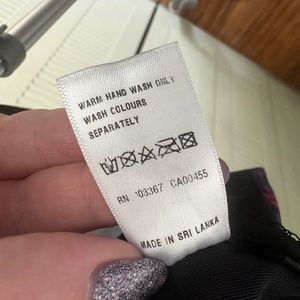 WARM HAND WASH ONLY
WASH COLOURS
SEPARATELY
RN 103367 CA00455
MADE IN SRI LANKA